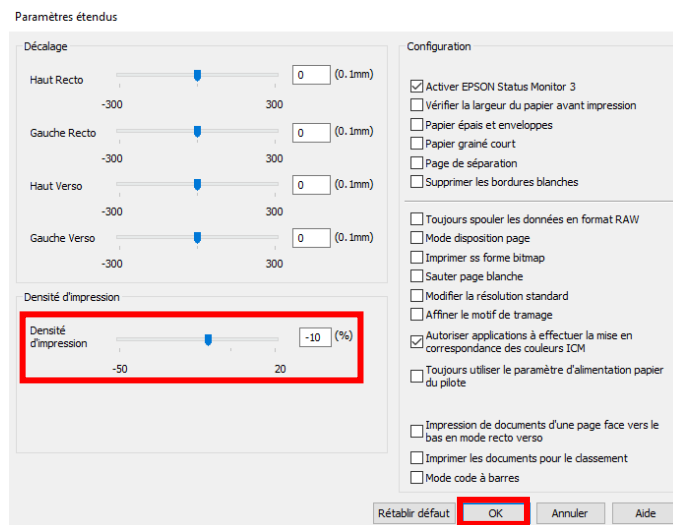 Paramètres étendus
Décalage
Haut Recto
0
(0.1mm)
-300
300
Gauche Recto
0
(0.1mm)
-300
300
Haut Verso
0
(0.1mm)
-300
300
Gauche Verso
0
(0.1mm)
-300
300
Densité d'impression
Densité
d'impression
-10
(%)
-50
20
Configuration
Activer EPSON Status Monitor 3
Vérifier la largeur du papier avant impression
Papier épais et enveloppes
Papier grainé court
Page de séparation
Supprimer les bordures blanches
Toujours spouler les données en format RAW
Mode disposition page
Imprimer ss forme bitmap
Sauter page blanche
Modifier la résolution standard
Affiner le motif de tramage
Autoriser applications à effectuer la mise en
correspondance des couleurs ICM
Toujours utiliser le paramètre d'alimentation papier
du pilote
Impression de documents d'une page face vers le
bas en mode recto verso
Imprimer les documents pour le classement
Mode code à barres
Rétablir défaut
OK
Annuler
Aide